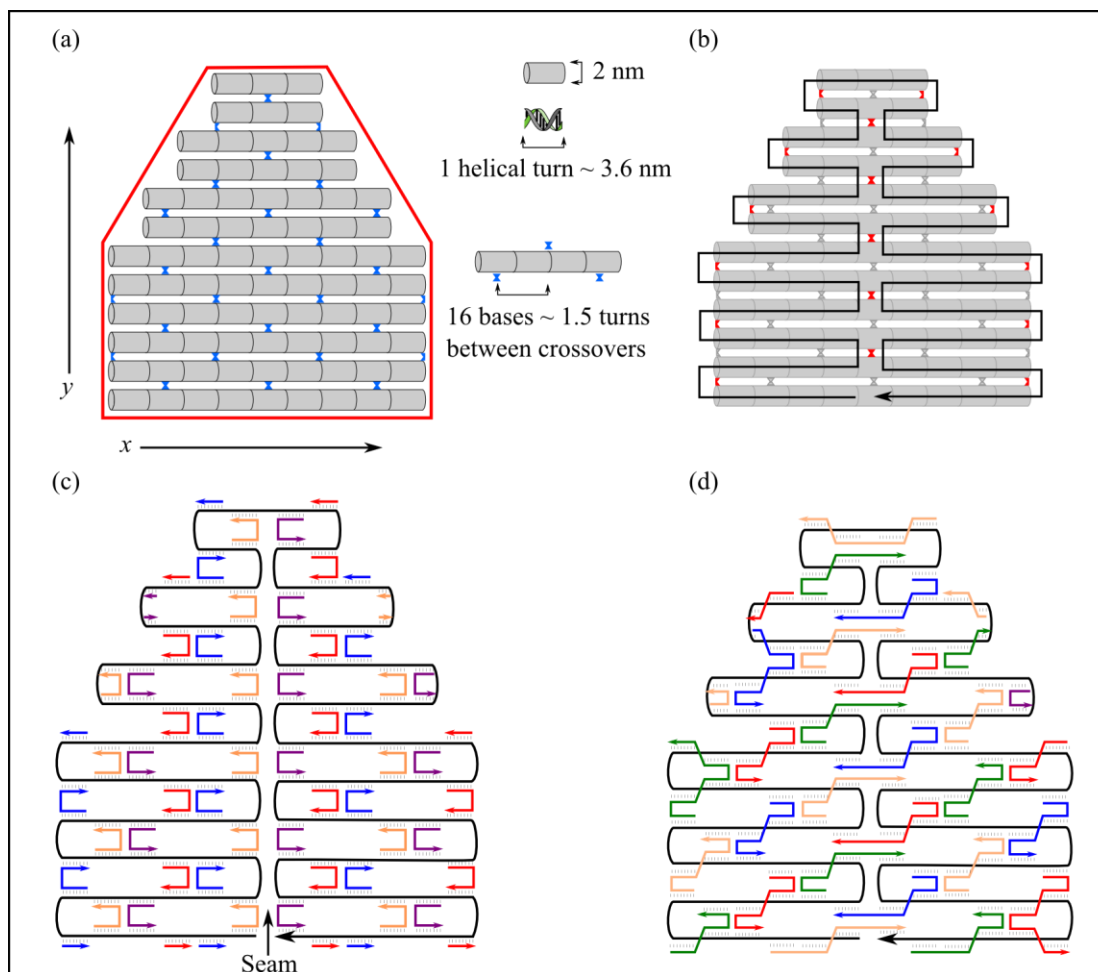 (a)
(b)
2 nm
1 helical turn ~ 3.6 nm
16 bases ~ 1.5 turns
between crossovers
y
x
(c)
(d)
Seam